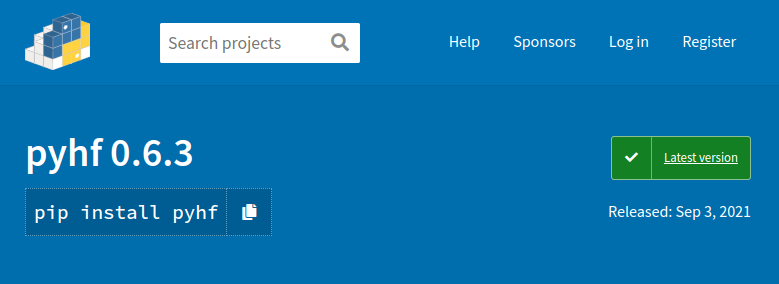 Search projects
Help Sponsors Log in Register
pyhf 0.6.3
Latest version
pip install pyhf
Released: Sep 3, 2021